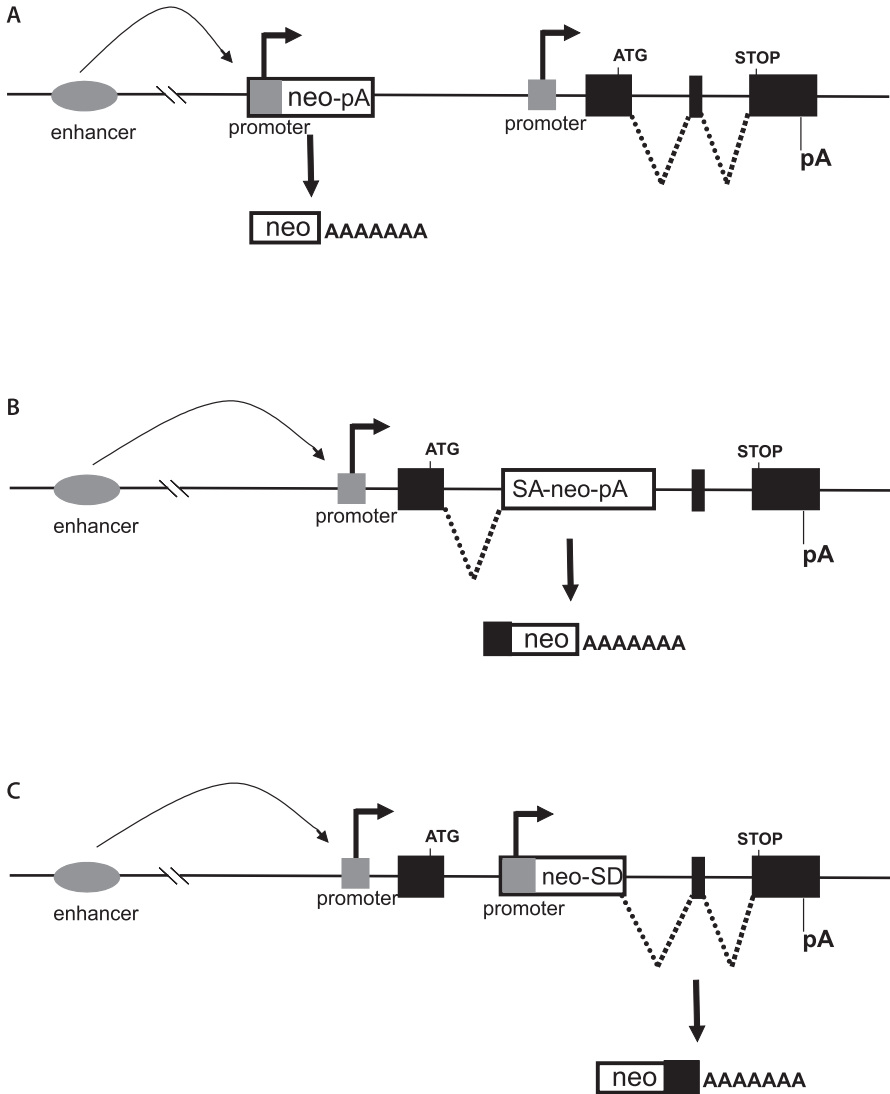 A
ATG
STOP
neo-pA
enhancer
promoter
promoter
pA
neo AAAAAAA
B
ATG
STOP
SA-neo-pA
enhancer
promoter
pA
neo AAAAAAA
C
ATG
STOP
neo-SD
enhancer
promoter
promoter
pA
neo AAAAAAA